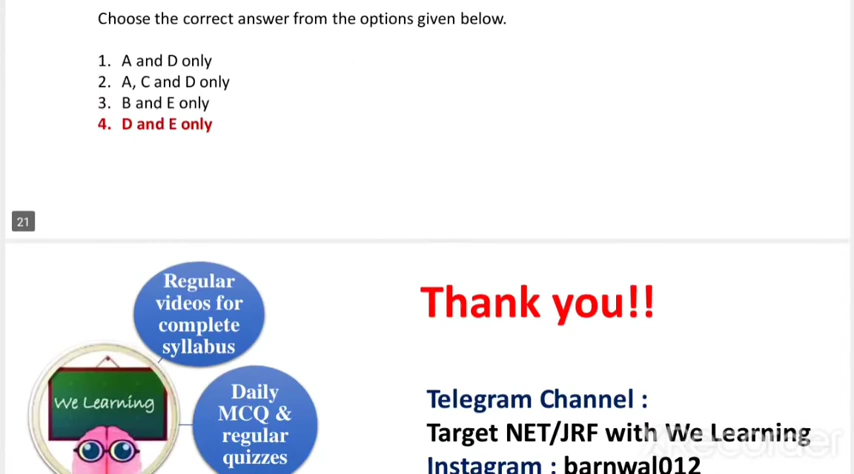 Choose the correct answer from the options given below.
1. A and D only
2. A, C and D only
3. B and E only
4. D and E only
21
Regular
videos for
complete
syllabus
Thank you!!
We Learning
Daily
MCQ &
regular
quizzes
Telegram Channel :
Target NET/JRF with We Learning
Instagram : barnwal012